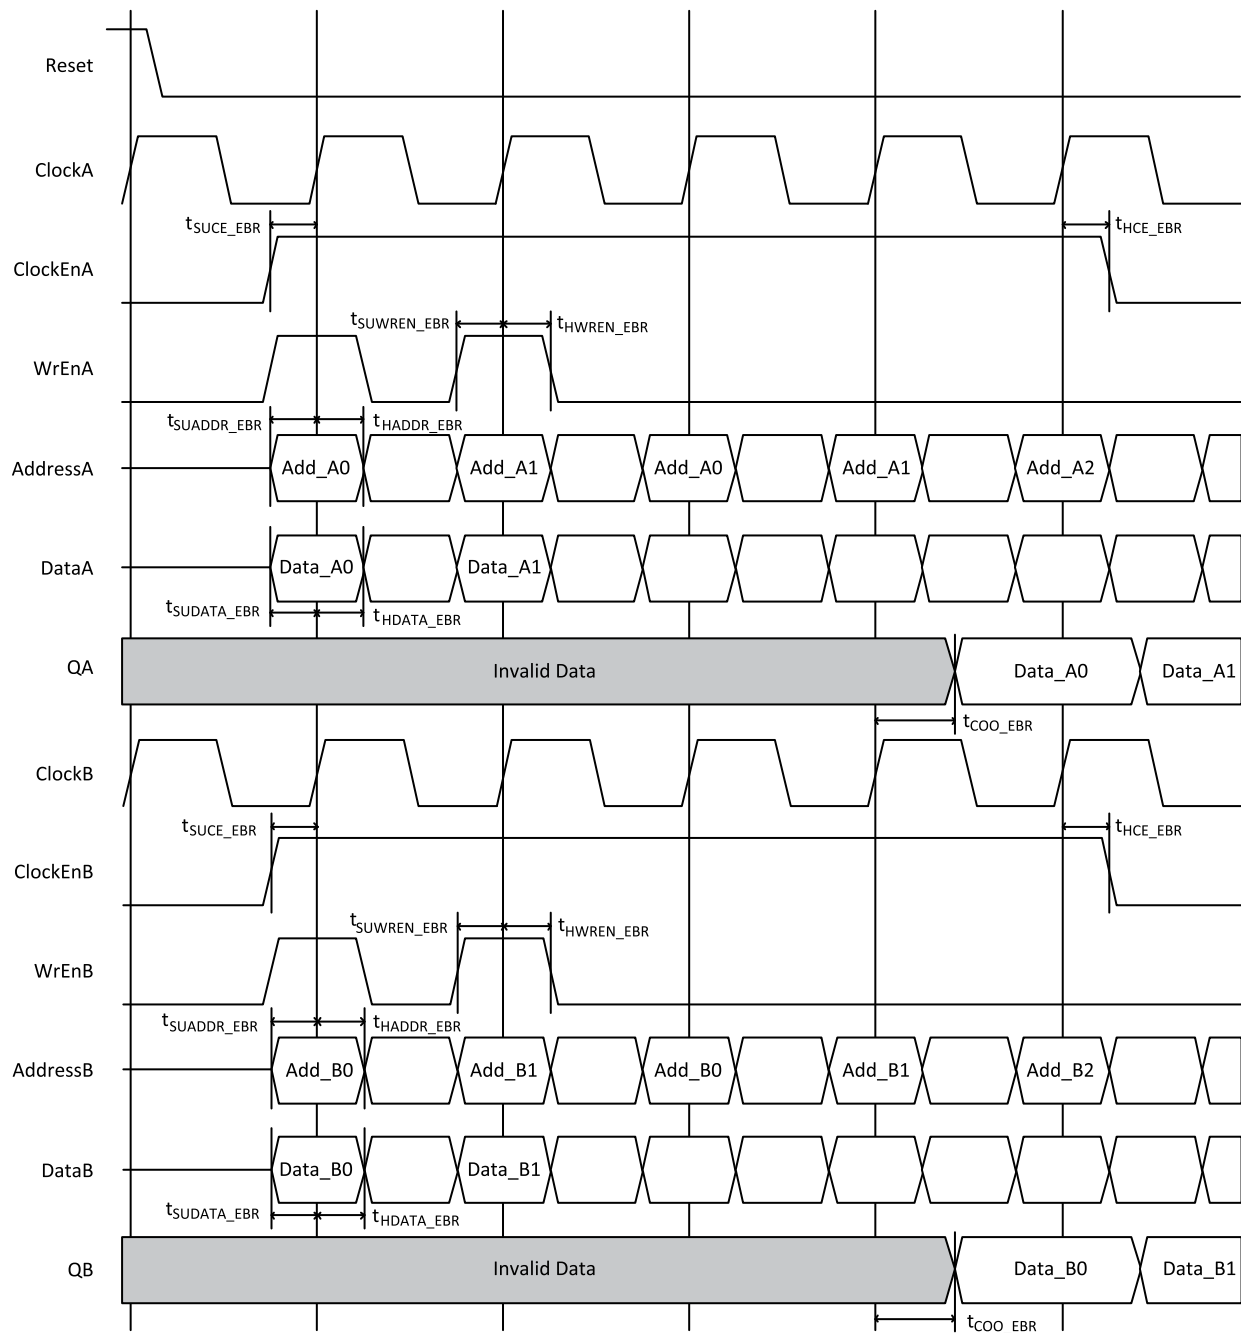 Reset
ClockA
tSUCE_EBR tHCE_EBR
ClockEnA
tSUWREN_EBR tHWREN_EBR
WrEnA
tSUADDR_EBR tHADDR_EBR
AddressA Add_A0 Add_A1 Add_A0 Add_A1 Add_A2
DataA Data_A0 Data_A1
tSUDATA_EBR tHDATA_EBR
QA Invalid Data Data_A0 Data_A1
tCOO_EBR
ClockB
tSUCE_EBR tHCE_EBR
ClockEnB
tSUWREN_EBR tHWREN_EBR
WrEnB
tSUADDR_EBR tHADDR_EBR
AddressB Add_B0 Add_B1 Add_B0 Add_B1 Add_B2
DataB Data_B0 Data_B1
tSUDATA_EBR tHDATA_EBR
QB Invalid Data Data_B0 Data_B1
tCOO_EBR